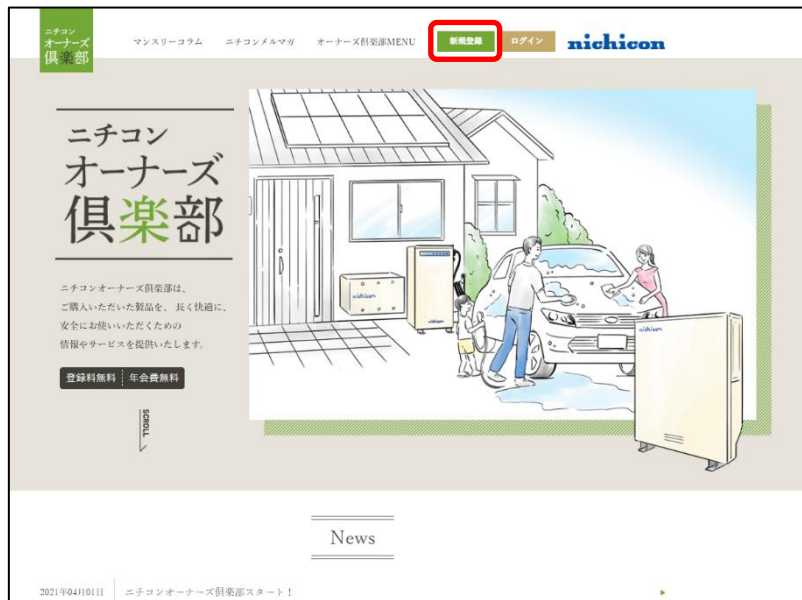 ニチコン
オーナーズ
倶楽部
マンスリーコラム
ニチコンメルマガ
オーナーズ倶楽部MENU
新規登録
ログイン
nichicon
ニチコン
オーナーズ
倶楽部
ニチコンオーナーズ倶楽部は、
ご購入いただいた製品を、 長く快適に、
安全にお使いいただくための
情報やサービスを提供いたします。
登録料無料
年会費無料
SCROLL
nichicon
nichicon
nichicon
News
2021年04月01日
ニチコンオーナーズ倶楽部スタート！